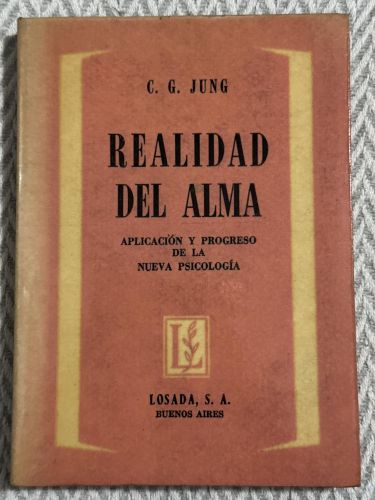 C. G. JUNG
REALIDAD
DEL ALMA
APLICACIÓN Y PROGRESO
DE LA
NUEVA PSICOLOGÍA
L
LOSADA, S. A.
BUENOS AIRES